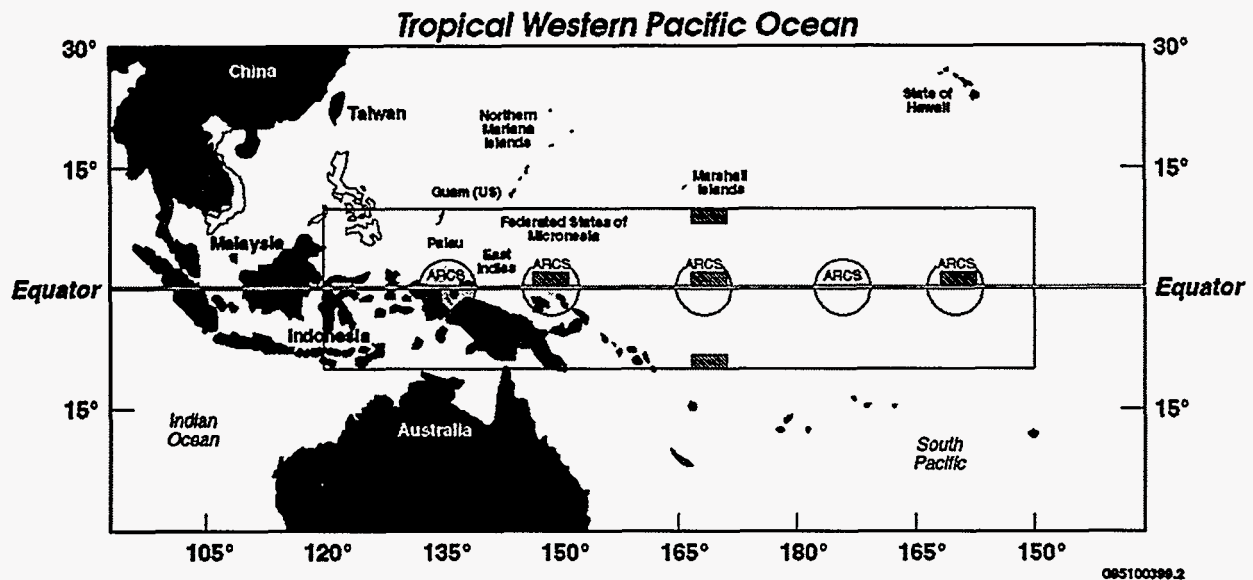 Tropical Western Pacific Ocean
30°
30°
China
Taiwan
State of
Hawaii
Northern
Mariana
Islands
15°
15°
Marshall
Islands
Guam (US)
Federated States of
Micronesia
Malaysia
Palau
East
Indies
ARCS
ARCS
ARCS
ARCS
ARCS
Equator
Equator
Indonesia
15°
15°
Indian
Ocean
Australia
South
Pacific
105°
120°
135°
150°
165°
180°
165°
150°
G95100399.2